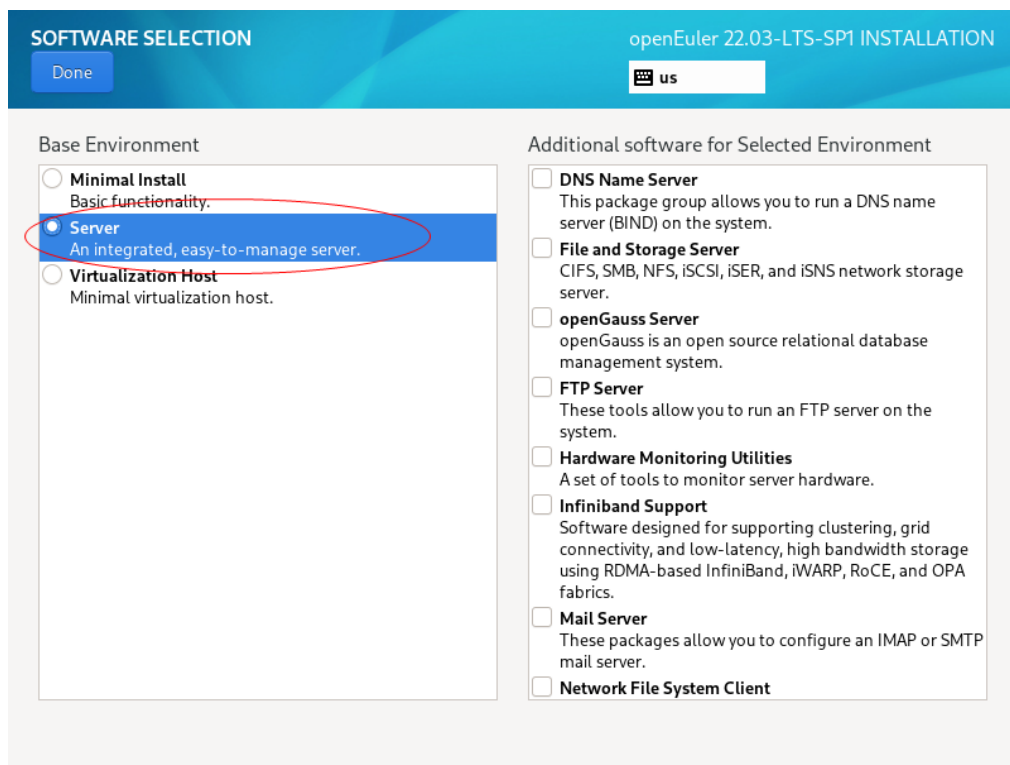 SOFTWARE SELECTION
openEuler 22.03-LTS-SP1 INSTALLATION
Done
us
Base Environment
Minimal Install
Basic functionality.
Server
An integrated, easy-to-manage server.
Virtualization Host
Minimal virtualization host.
Additional software for Selected Environment
DNS Name Server
This package group allows you to run a DNS name
server (BIND) on the system.
File and Storage Server
CIFS, SMB, NFS, iSCSI, iSER, and iSNS network storage
server.
openGauss Server
openGauss is an open source relational database
management system.
FTP Server
These tools allow you to run an FTP server on the
system.
Hardware Monitoring Utilities
A set of tools to monitor server hardware.
Infiniband Support
Software designed for supporting clustering, grid
connectivity, and low-latency, high bandwidth storage
using RDMA-based InfiniBand, iWARP, RoCE, and OPA
fabrics.
Mail Server
These packages allow you to configure an IMAP or SMTP
mail server.
Network File System Client